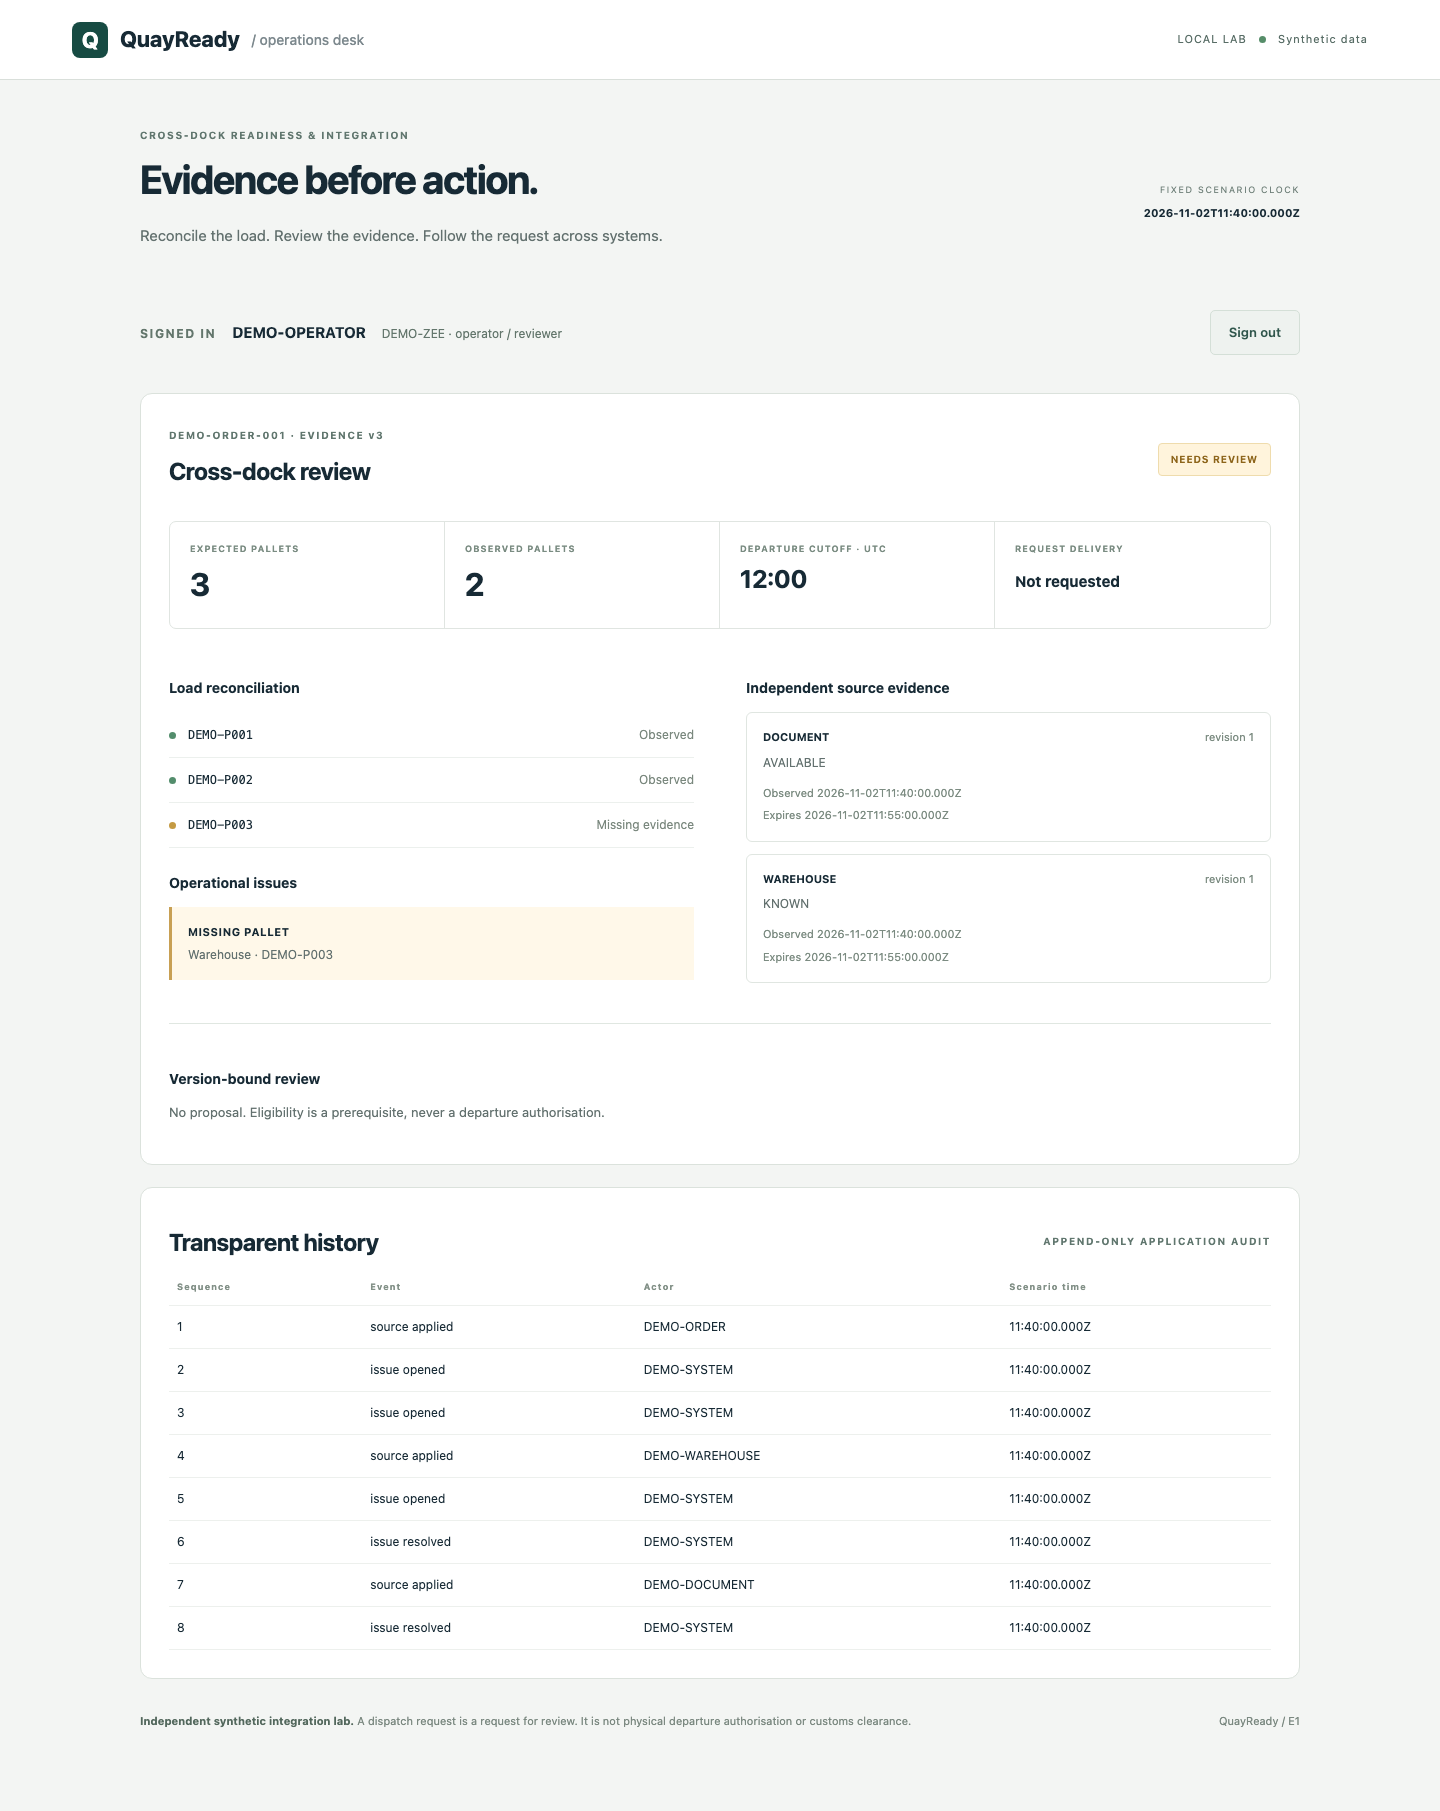 Q QuayReady / operations desk
LOCAL LAB Synthetic data
CROSS-DOCK READINESS & INTEGRATION
Evidence before action.
Reconcile the load. Review the evidence. Follow the request across systems.
FIXED SCENARIO CLOCK
2026-11-02T11:40:00.000Z
SIGNED IN DEMO-OPERATOR DEMO-ZEE · operator / reviewer
Sign out
DEMO-ORDER-001 · EVIDENCE v3
Cross-dock review
NEEDS REVIEW
EXPECTED PALLETS
3
OBSERVED PALLETS
2
DEPARTURE CUTOFF · UTC
12:00
REQUEST DELIVERY
Not requested
Load reconciliation
DEMO-P001 Observed
DEMO-P002 Observed
DEMO-P003 Missing evidence
Operational issues
MISSING PALLET
Warehouse · DEMO-P003
Independent source evidence
DOCUMENT revision 1
AVAILABLE
Observed 2026-11-02T11:40:00.000Z
Expires 2026-11-02T11:55:00.000Z
WAREHOUSE revision 1
KNOWN
Observed 2026-11-02T11:40:00.000Z
Expires 2026-11-02T11:55:00.000Z
Version-bound review
No proposal. Eligibility is a prerequisite, never a departure authorisation.
Transparent history
APPEND-ONLY APPLICATION AUDIT
Sequence Event Actor Scenario time
1 source applied DEMO-ORDER 11:40:00.000Z
2 issue opened DEMO-SYSTEM 11:40:00.000Z
3 issue opened DEMO-SYSTEM 11:40:00.000Z
4 source applied DEMO-WAREHOUSE 11:40:00.000Z
5 issue opened DEMO-SYSTEM 11:40:00.000Z
6 issue resolved DEMO-SYSTEM 11:40:00.000Z
7 source applied DEMO-DOCUMENT 11:40:00.000Z
8 issue resolved DEMO-SYSTEM 11:40:00.000Z
Independent synthetic integration lab. A dispatch request is a request for review. It is not physical departure authorisation or customs clearance.
QuayReady / E1